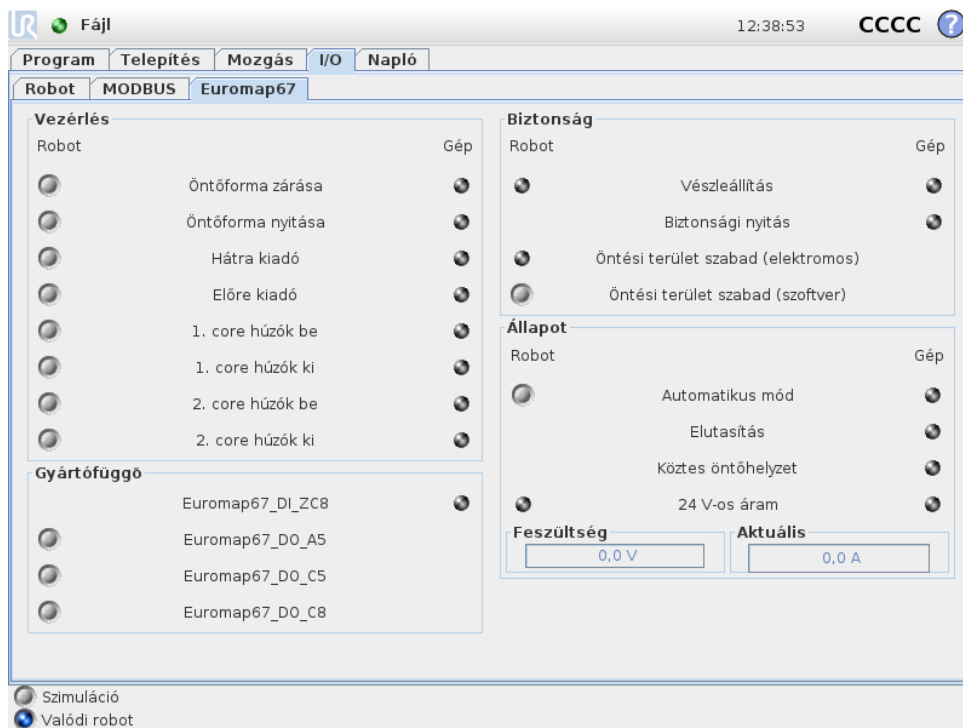 UR Fájl 12:38:53 CCCC ?
Program Telepítés Mozgás I/O Napló
Robot MODBUS Euromap67
Vezérlés
Robot Gép
Öntőforma zárása
Öntőforma nyitása
Hátra kiadó
Előre kiadó
1. core húzók be
1. core húzók ki
2. core húzók be
2. core húzók ki
Gyártófüggő
Euromap67_DI_ZC8
Euromap67_DO_A5
Euromap67_DO_C5
Euromap67_DO_C8
Biztonság
Robot Gép
Vészleállítás
Biztonsági nyitás
Öntési terület szabad (elektromos)
Öntési terület szabad (szoftver)
Állapot
Robot Gép
Automatikus mód
Elutasítás
Köztes öntőhelyzet
24 V-os áram
Feszültség Aktuális
0,0 V 0,0 A
Szimuláció
Valódi robot